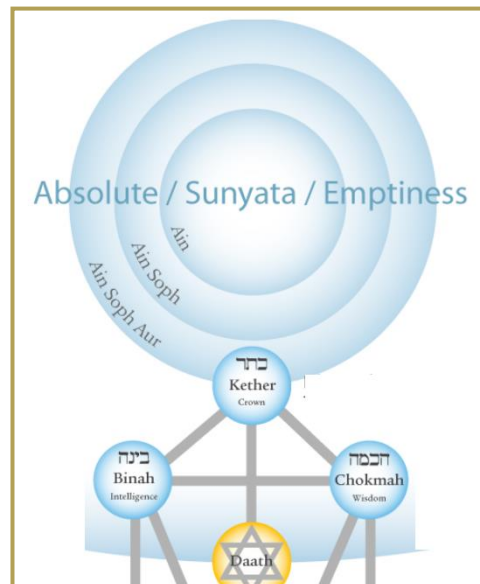 Absolute / Sunyata / Emptiness
Ain
Ain Soph
Ain Soph Aur
כתר
Kether
Crown
בינה
Binah
Intelligence
חכמה
Chokmah
Wisdom
Daath